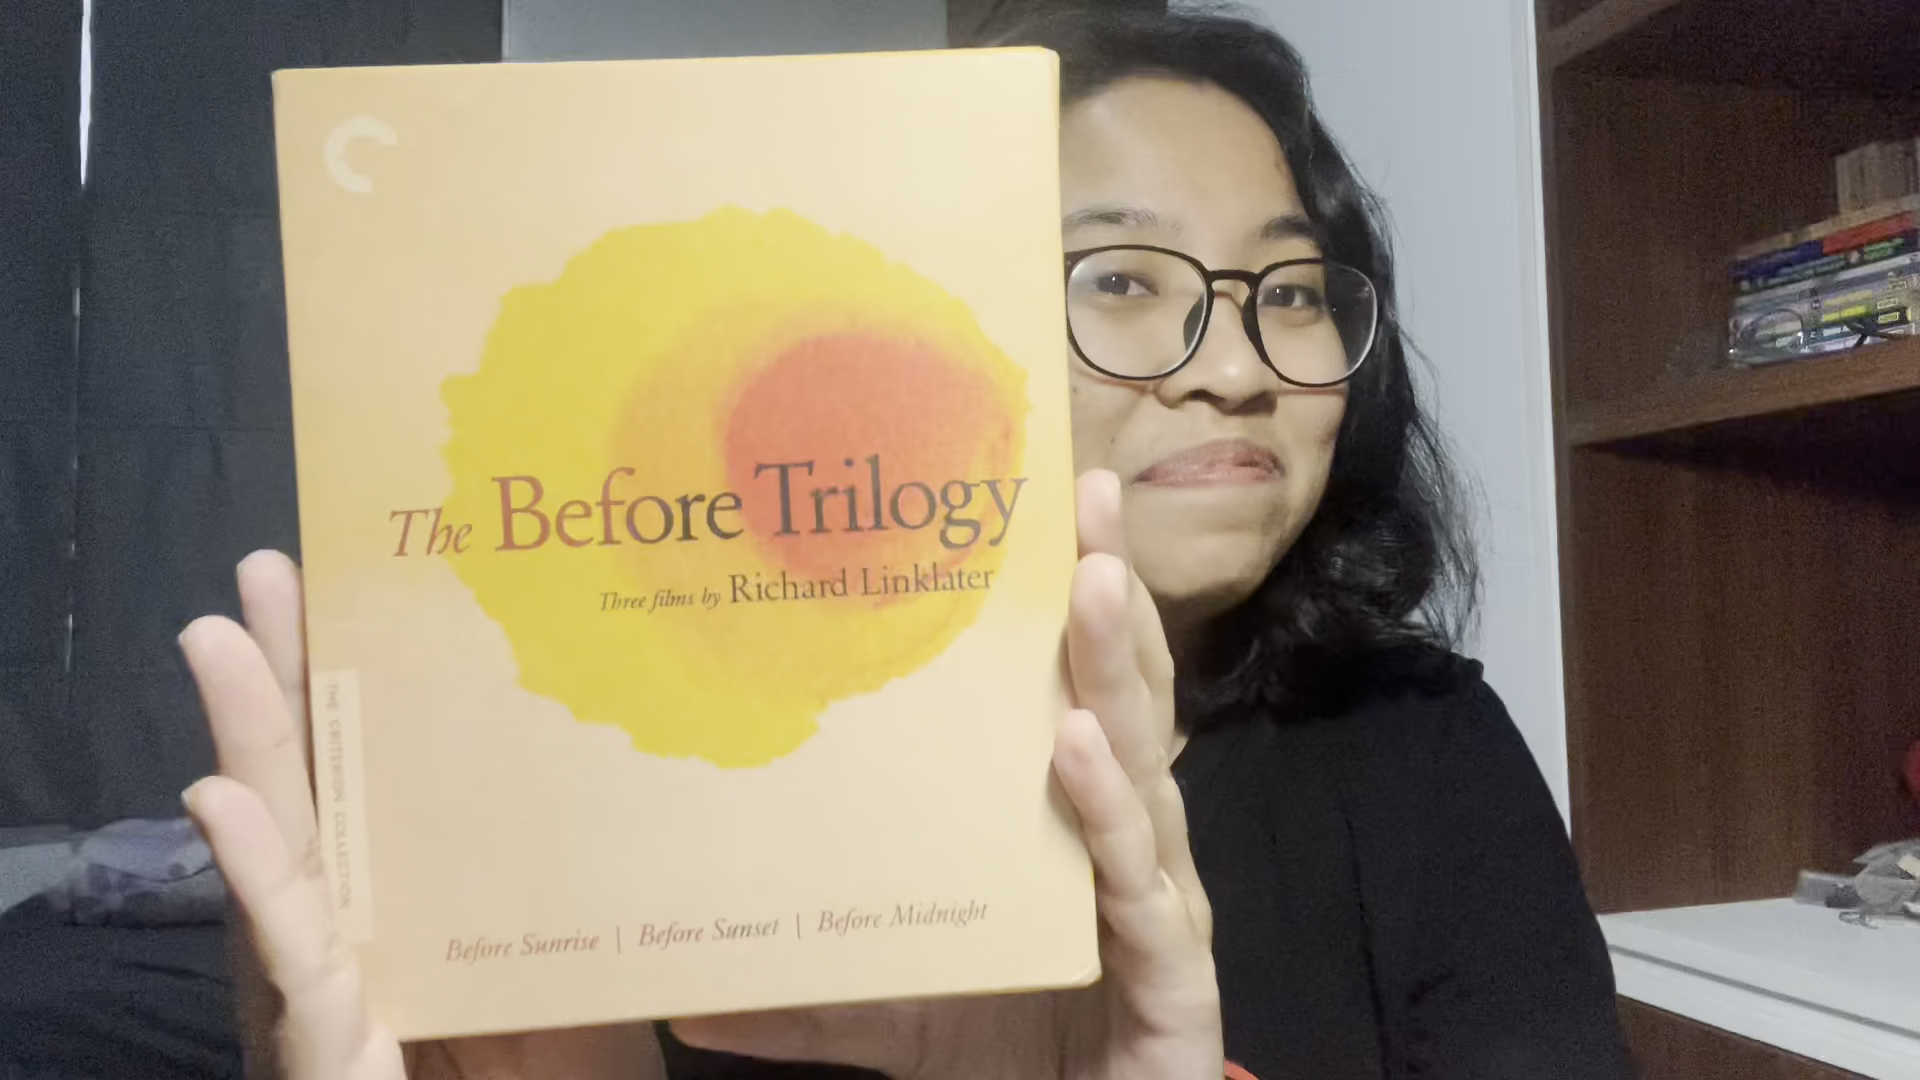 The Before Trilogy
Three films by Richard Linklater
THE CRITERION COLLECTION
Before Sunrise | Before Sunset | Before Midnight